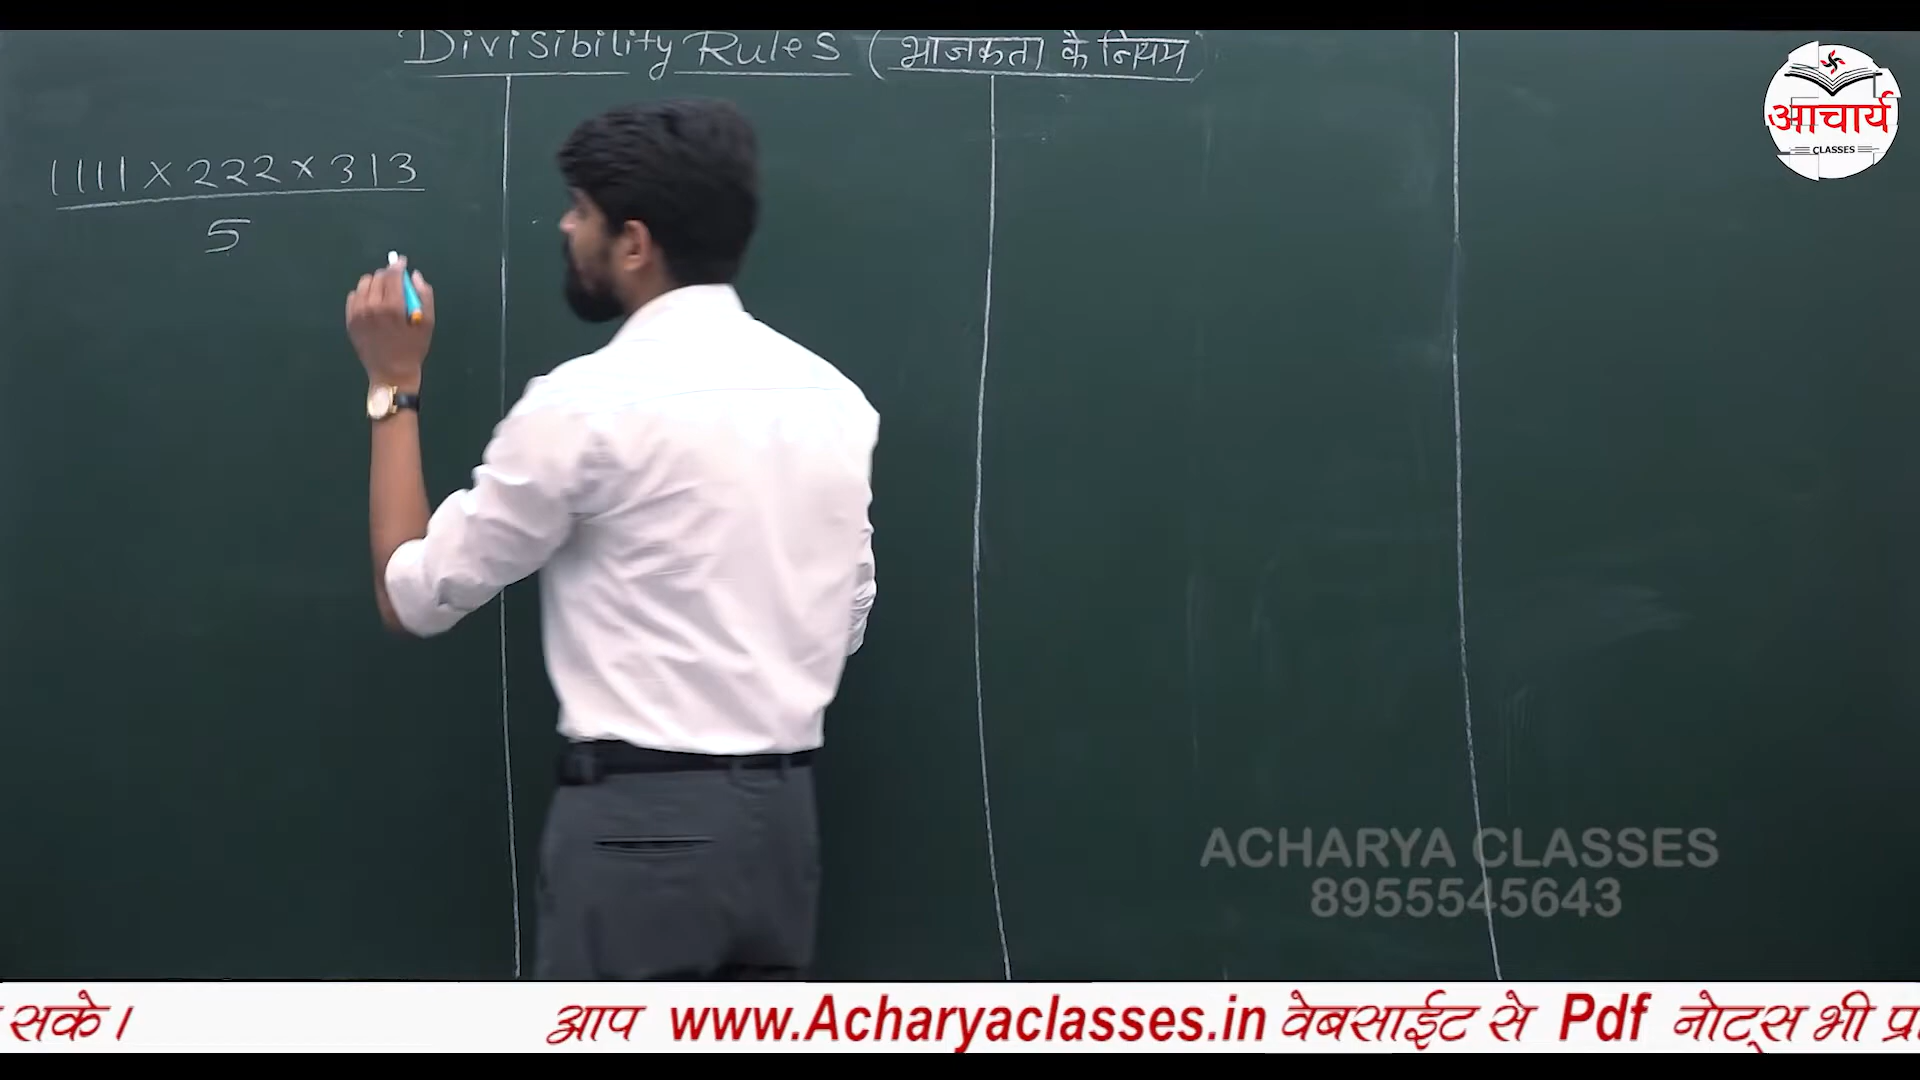 Divisibility Rules (भाजकता के नियम)
1111 × 222 × 313
5
आचार्य
CLASSES
ACHARYA CLASSES
8955545643
सके। आप www.Acharyaclasses.in वेबसाईट से Pdf नोट्स भी